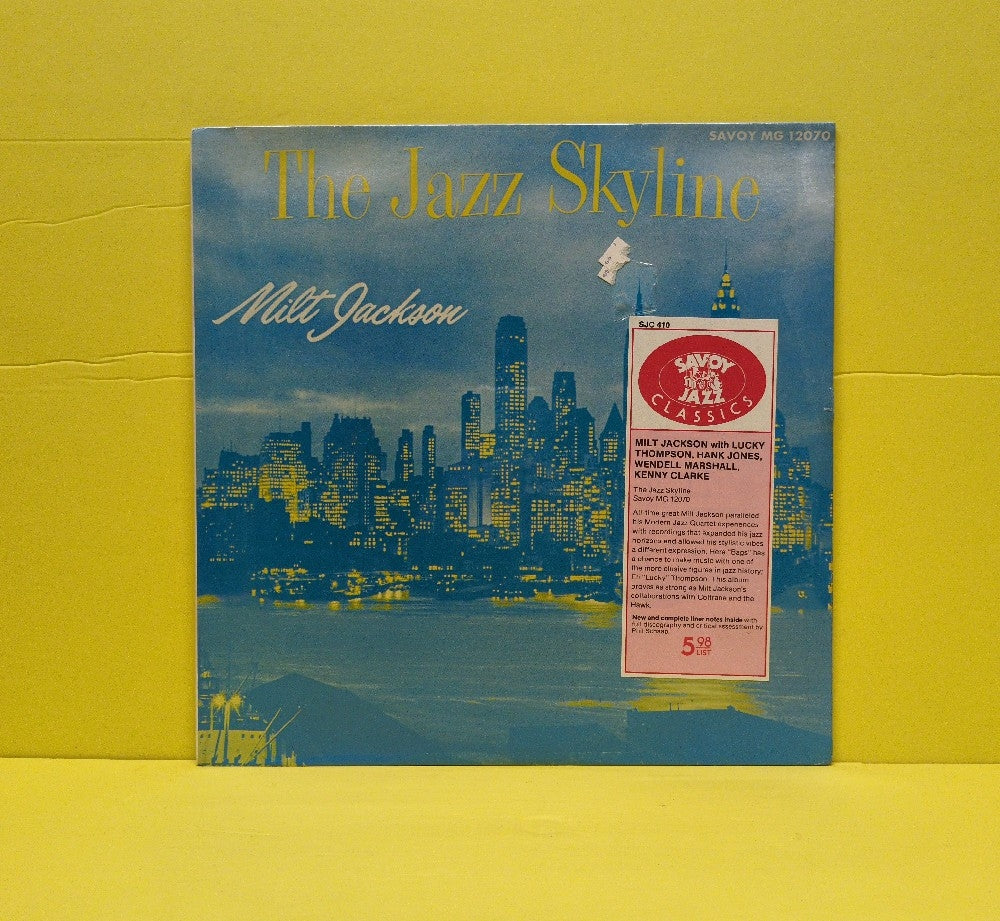 SAVOY MG 12070
The Jazz Skyline
Milt Jackson
SJC 410
SAVOY
JAZZ
CLASSICS
MILT JACKSON with LUCKY
THOMPSON, HANK JONES,
WENDELL MARSHALL,
KENNY CLARKE
The Jazz Skyline
Savoy MG 12070
All-time great Milt Jackson paralleled
his Modern Jazz Quartet experiences
with recordings that expanded his jazz
horizons and allowed his stylistic vibes
a different expression. Here "Bags" has
a chance to make music with one of
the more elusive figures in jazz history:
Eli "Lucky" Thompson. This album
proves as strong as Milt Jackson's
collaborations with Coltrane and the
Hawk.
New and complete liner notes inside with
full discography and critical assessment by
Phil Schaap.
5.98
LIST